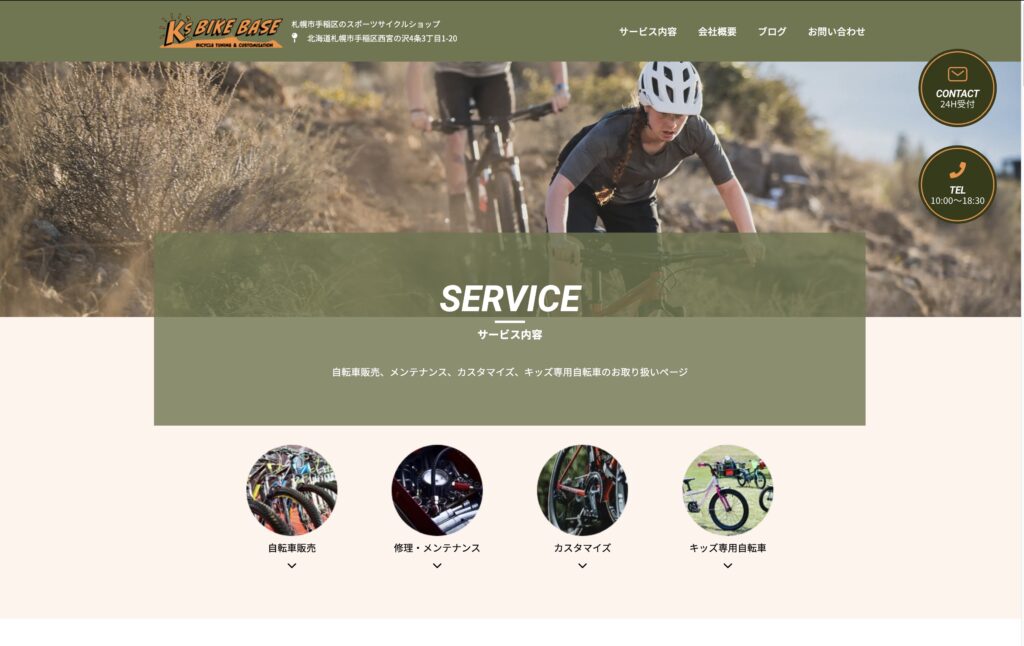 K's BIKE BASE
BICYCLE TUNING & CUSTOMISATION
札幌市手稲区のスポーツサイクルショップ
北海道札幌市手稲区西宮の沢4条3丁目1-20
サービス内容 会社概要 ブログ お問い合わせ
CONTACT
24H受付
TEL
10:00～18:30
SERVICE
サービス内容
自転車販売、メンテナンス、カスタマイズ、キッズ専用自転車のお取り扱いページ
自転車販売 修理・メンテナンス カスタマイズ キッズ専用自転車